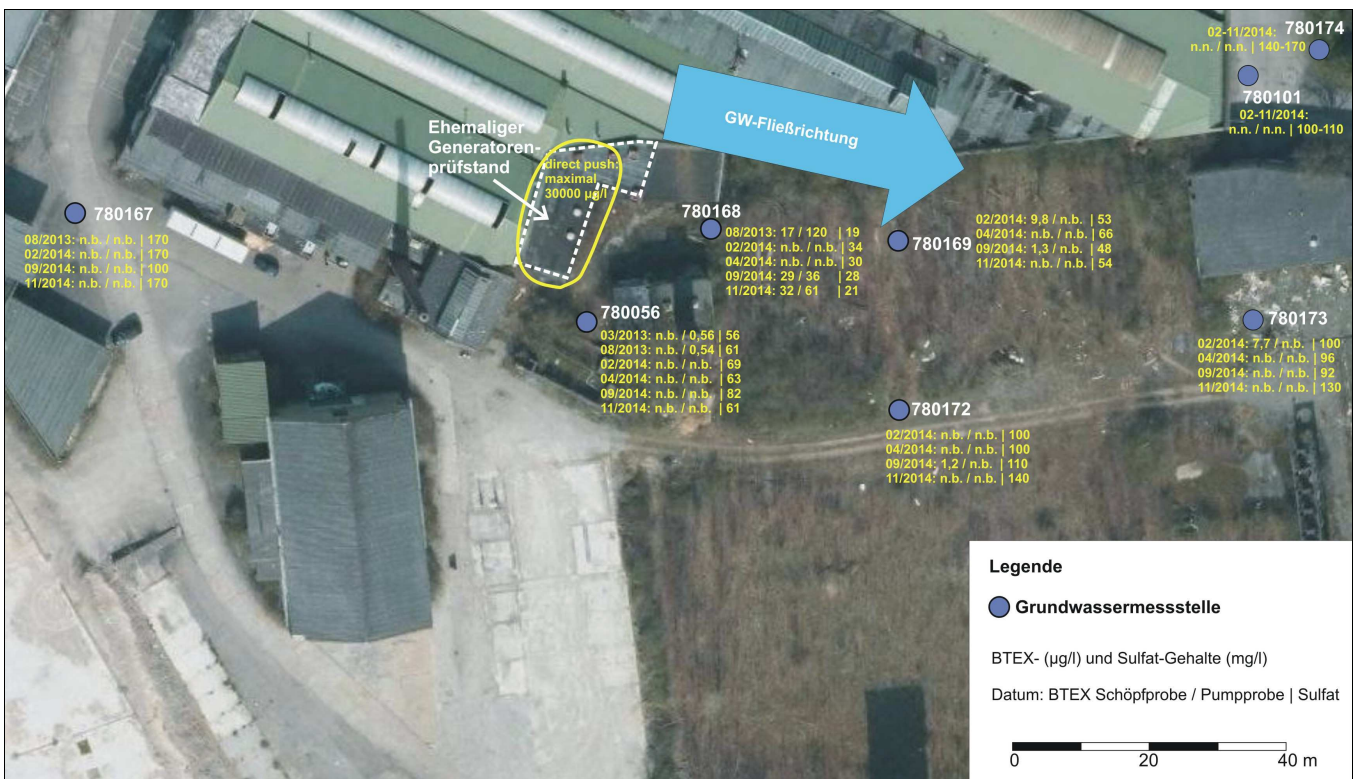 780174
02-11/2014:
n.n. / n.n. | 140-170
780101
02-11/2014:
n.n. / n.n. | 100-110
GW-Fließrichtung
Ehemaliger
Generatoren-
prüfstand
direct push:
maximal
30000 µg/l
780167
08/2013: n.b. / n.b. | 170
02/2014: n.b. / n.b. | 170
09/2014: n.b. / n.b. | 100
11/2014: n.b. / n.b. | 170
780168
08/2013: 17 / 120 | 19
02/2014: n.b. / n.b. | 34
04/2014: n.b. / n.b. | 30
09/2014: 29 / 36 | 28
11/2014: 32 / 61 | 21
780169
02/2014: 9,8 / n.b. | 53
04/2014: n.b. / n.b. | 66
09/2014: 1,3 / n.b. | 48
11/2014: n.b. / n.b. | 54
780056
03/2013: n.b. / 0,56 | 56
08/2013: n.b. / 0,54 | 61
02/2014: n.b. / n.b. | 69
04/2014: n.b. / n.b. | 63
09/2014: n.b. / n.b. | 82
11/2014: n.b. / n.b. | 61
780173
02/2014: 7,7 / n.b. | 100
04/2014: n.b. / n.b. | 96
09/2014: n.b. / n.b. | 92
11/2014: n.b. / n.b. | 130
780172
02/2014: n.b. / n.b. | 100
04/2014: n.b. / n.b. | 100
09/2014: 1,2 / n.b. | 110
11/2014: n.b. / n.b. | 140
Legende
Grundwassermessstelle
BTEX- (µg/l) und Sulfat-Gehalte (mg/l)
Datum: BTEX Schöpfprobe / Pumpprobe | Sulfat
0 20 40 m